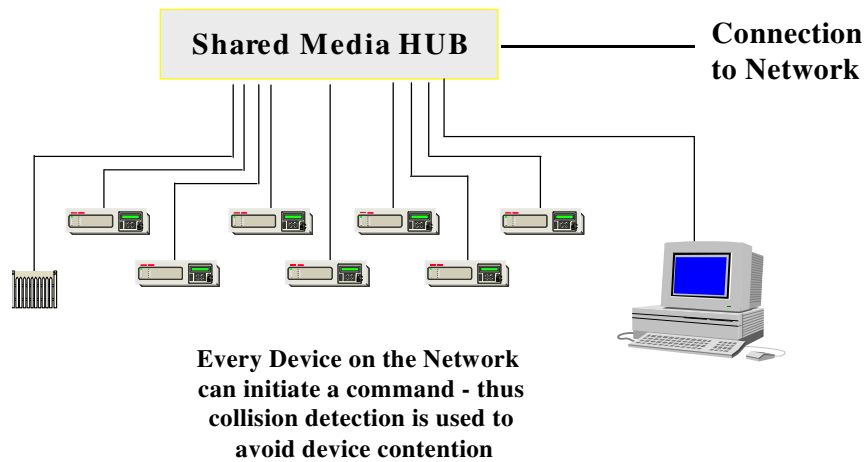 Shared Media HUB
Connection
to Network
Every Device on the Network
can initiate a command - thus
collision detection is used to
avoid device contention